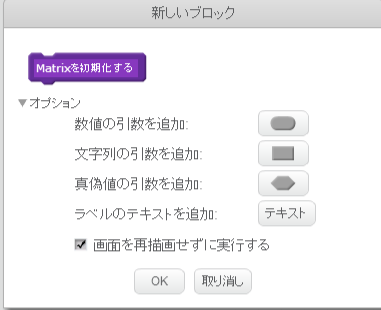 新しいブロック
Matrixを初期化する
▼オプション
数値の引数を追加:
文字列の引数を追加:
真偽値の引数を追加:
ラベルのテキストを追加: テキスト
画面を再描画せずに実行する
OK 取り消し